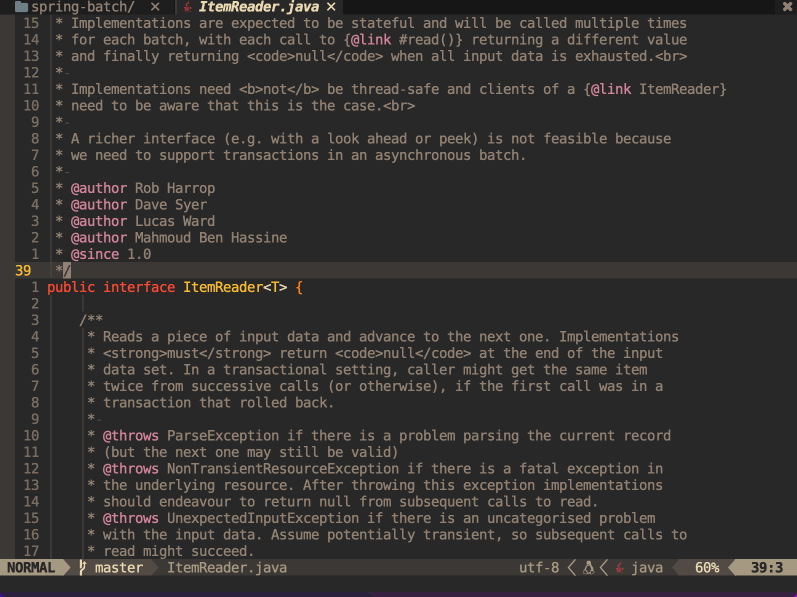 spring-batch/ × ItemReader.java ×
15 * Implementations are expected to be stateful and will be called multiple times
14 * for each batch, with each call to {@link #read()} returning a different value
13 * and finally returning <code>null</code> when all input data is exhausted.<br>
12 *
11 * Implementations need <b>not</b> be thread-safe and clients of a {@link ItemReader}
10 * need to be aware that this is the case.<br>
9 *
8 * A richer interface (e.g. with a look ahead or peek) is not feasible because
7 * we need to support transactions in an asynchronous batch.
6 *
5 * @author Rob Harrop
4 * @author Dave Syer
3 * @author Lucas Ward
2 * @author Mahmoud Ben Hassine
1 * @since 1.0
39 */
1 public interface ItemReader<T> {
2
3 /**
4 * Reads a piece of input data and advance to the next one. Implementations
5 * <strong>must</strong> return <code>null</code> at the end of the input
6 * data set. In a transactional setting, caller might get the same item
7 * twice from successive calls (or otherwise), if the first call was in a
8 * transaction that rolled back.
9 *
10 * @throws ParseException if there is a problem parsing the current record
11 * (but the next one may still be valid)
12 * @throws NonTransientResourceException if there is a fatal exception in
13 * the underlying resource. After throwing this exception implementations
14 * should endeavour to return null from subsequent calls to read.
15 * @throws UnexpectedInputException if there is an uncategorised problem
16 * with the input data. Assume potentially transient, so subsequent calls to
17 * read might succeed.
NORMAL master ItemReader.java utf-8 java 60% 39:3